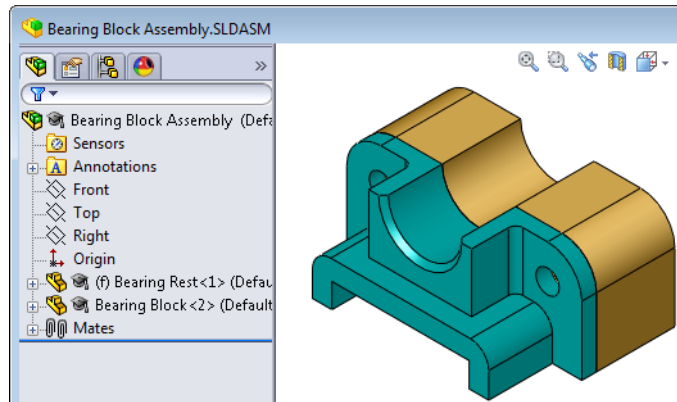 Bearing Block Assembly.SLDASM
»
Bearing Block Assembly (Defa
Sensors
A Annotations
Front
Top
Right
Origin
(f) Bearing Rest<1> (Defau
Bearing Block<2> (Default
Mates